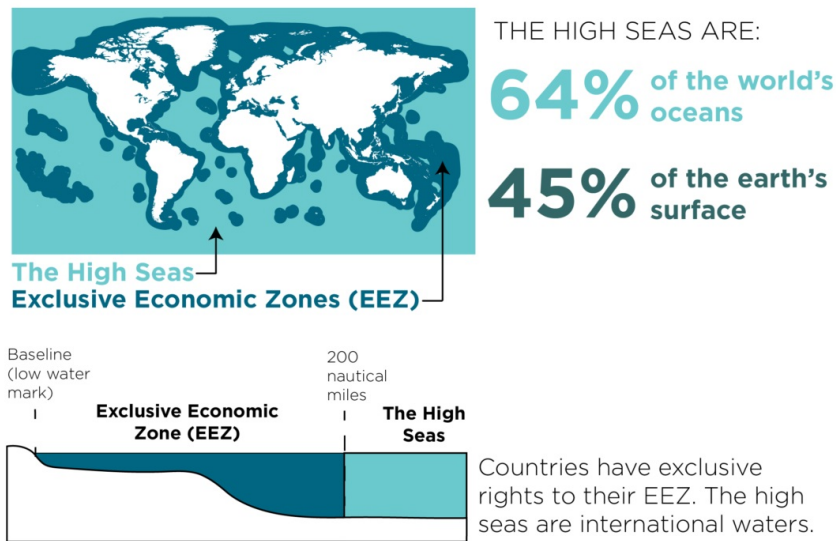 THE HIGH SEAS ARE:
64% of the world's
oceans
45% of the earth's
surface
The High Seas
Exclusive Economic Zones (EEZ)
Baseline
(low water
mark)
200
nautical
miles
Exclusive Economic
Zone (EEZ)
The High
Seas
Countries have exclusive
rights to their EEZ. The high
seas are international waters.